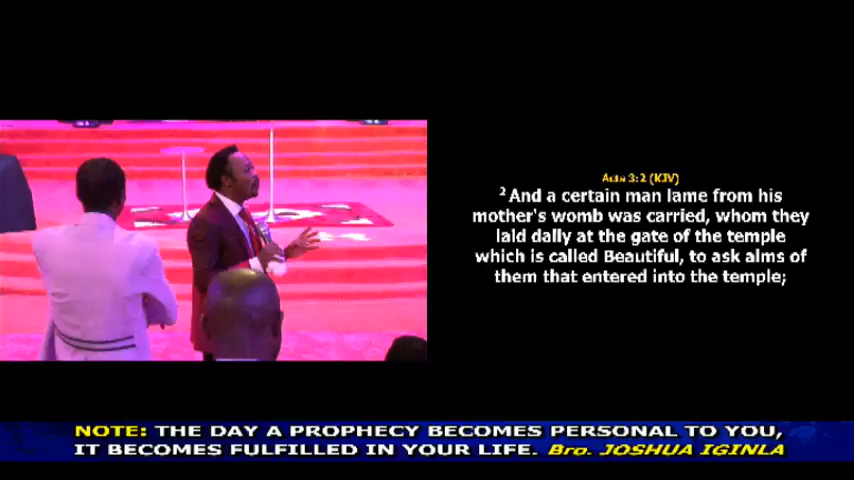 Acts 3:2 (KJV)
2 And a certain man lame from his
mother's womb was carried, whom they
laid daily at the gate of the temple
which is called Beautiful, to ask alms of
them that entered into the temple;
NOTE: THE DAY A PROPHECY BECOMES PERSONAL TO YOU,
IT BECOMES FULFILLED IN YOUR LIFE. Bro. JOSHUA IGINLA